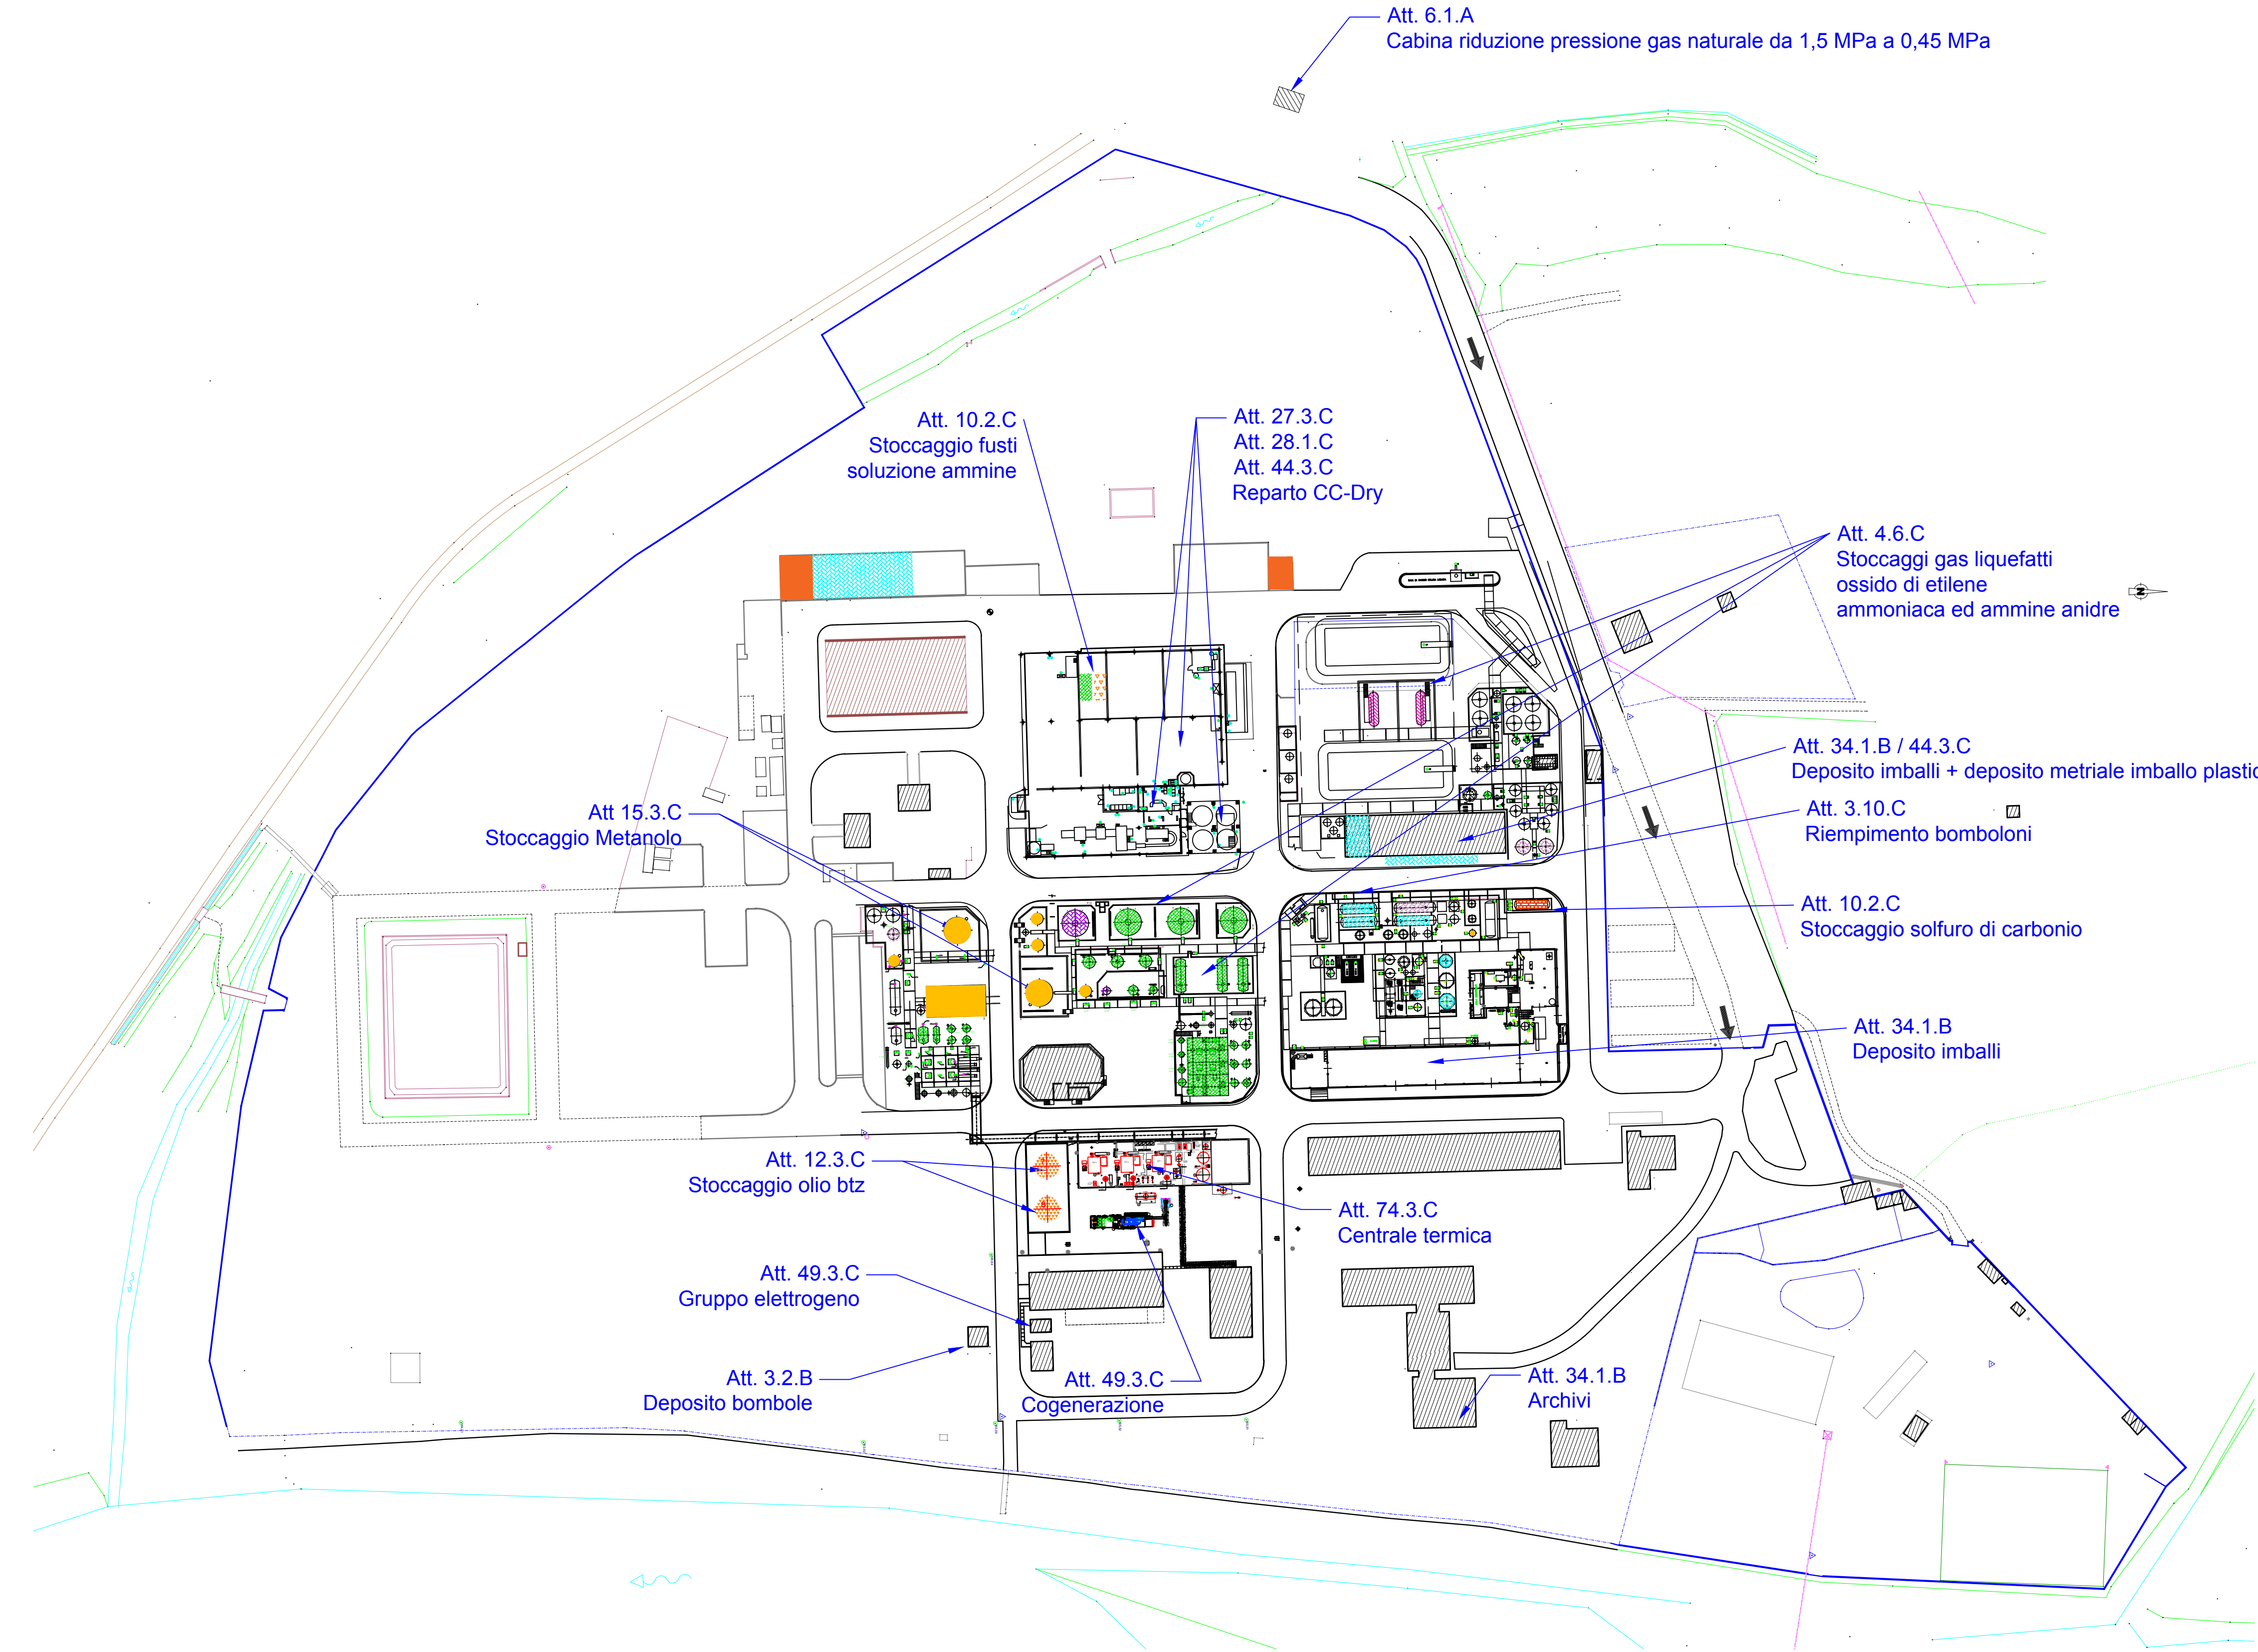 Att. 6.1.A
Cabina riduzione pressione gas naturale da 1,5 MPa a 0,45 MPa
Att. 10.2.C
Stoccaggio fusti
soluzione ammine
Att. 27.3.C
Att. 28.1.C
Att. 44.3.C
Reparto CC-Dry
Att. 4.6.C
Stoccaggi gas liquefatti
ossido di etilene
ammoniaca ed ammine anidre
N
Att. 34.1.B / 44.3.C
Deposito imballi + deposito metriale imballo plastic
Att 15.3.C
Stoccaggio Metanolo
Att. 3.10.C
Riempimento bomboloni
Att. 10.2.C
Stoccaggio solfuro di carbonio
Att. 34.1.B
Deposito imballi
Att. 12.3.C
Stoccaggio olio btz
Att. 74.3.C
Centrale termica
Att. 49.3.C
Gruppo elettrogeno
Att. 3.2.B
Deposito bombole
Att. 49.3.C
Cogenerazione
Att. 34.1.B
Archivi